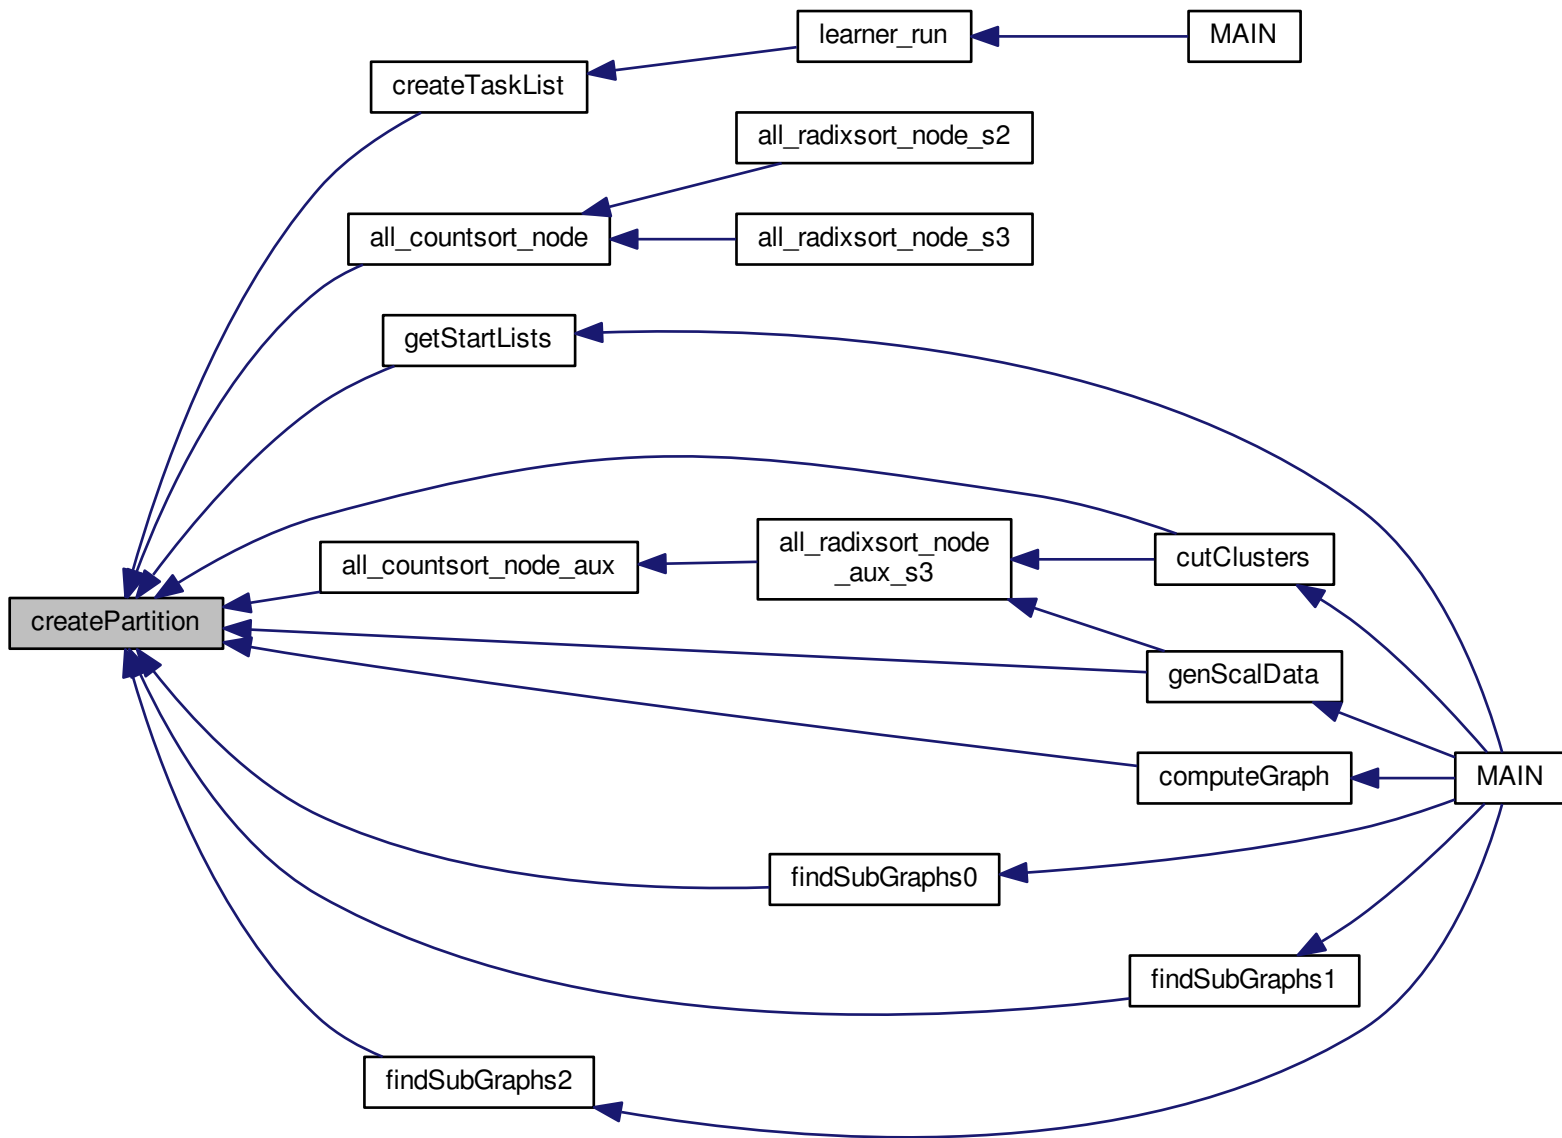 learner_run
MAIN
createTaskList
all_radixsort_node_s2
all_countsort_node
all_radixsort_node_s3
getStartLists
all_countsort_node_aux
all_radixsort_node
_aux_s3
cutClusters
createPartition
genScalData
computeGraph
MAIN
findSubGraphs0
findSubGraphs1
findSubGraphs2